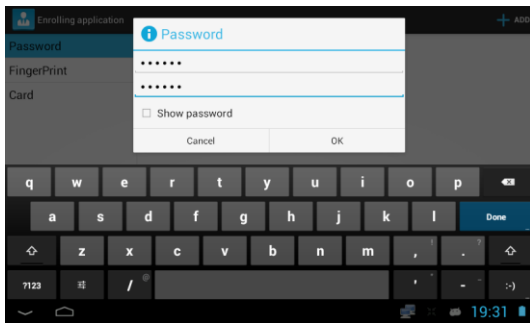 Enrolling application
ADD
Password
Password
FingerPrint
Card
••••••
••••••
Show password
Cancel
OK
q w e r t y u i o p
a s d f g h j k l Done
z x c v b n m , ! . ?
?123 / @ ' " - _ :-)
19:31